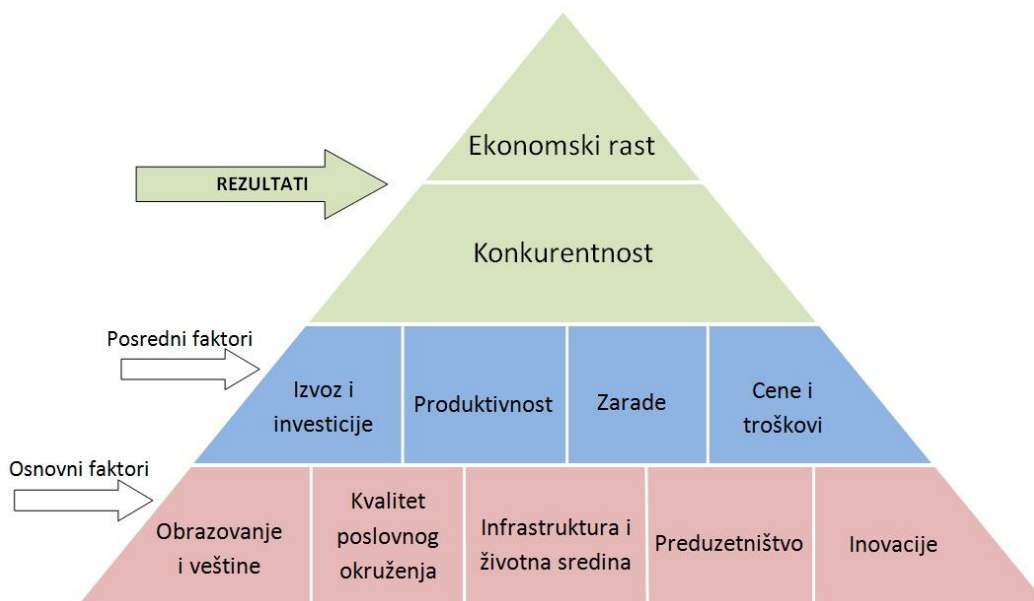 Ekonomski rast
REZULTATI
Konkurentnost
Posredni faktori
Izvoz i
investicije
Produktivnost
Zarade
Cene i
troškovi
Osnovni faktori
Obrazovanje
i veštine
Kvalitet
poslovnog
okruženja
Infrastruktura i
životna sredina
Preduzetništvo
Inovacije